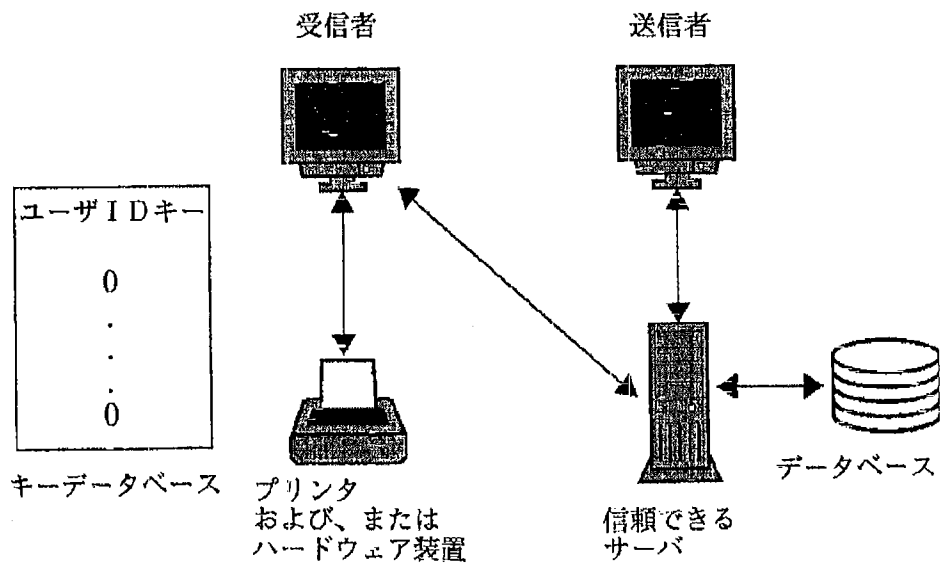 受信者
送信者
ユーザIDキー
0
.
.
.
0
キーデータベース
プリンタ
および、または
ハードウェア装置
信頼できる
サーバ
データベース